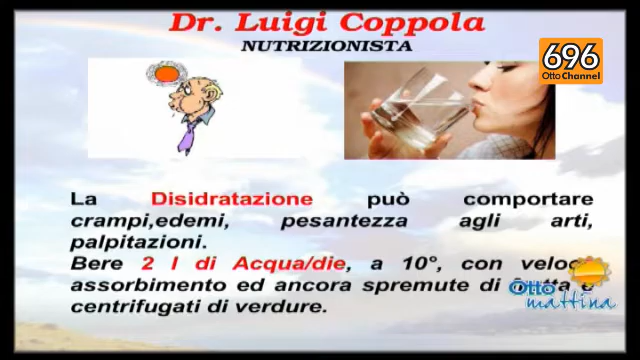 Dr. Luigi Coppola
NUTRIZIONISTA
696
Otto Channel
La Disidratazione può comportare
crampi,edemi, pesantezza agli arti,
palpitazioni.
Bere 2 l di Acqua/die, a 10°, con veloce
assorbimento ed ancora spremute di frutta e
centrifugati di verdure.
Otto
mattina